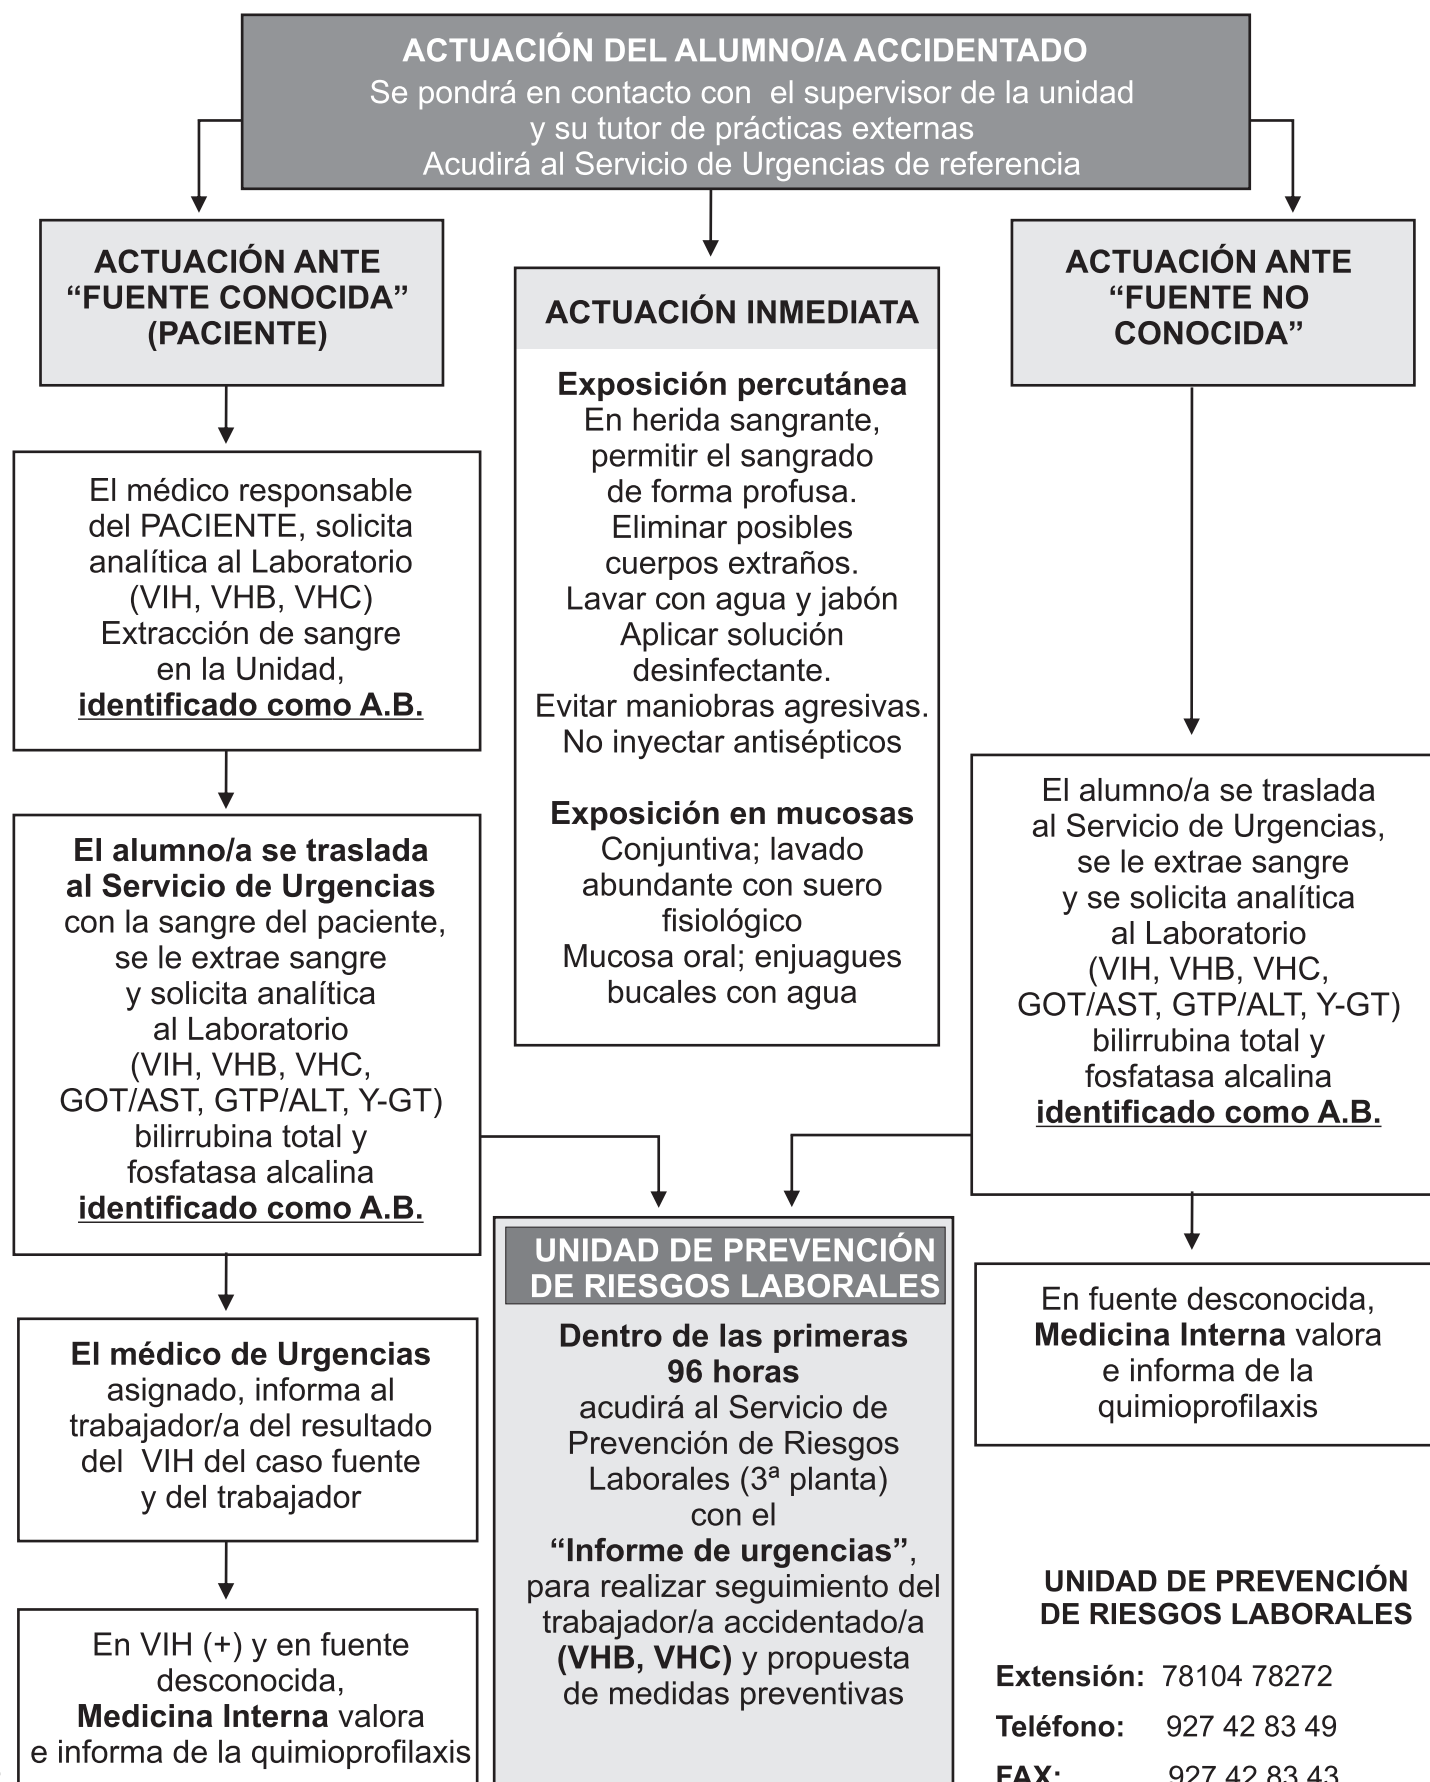 ACTUACIÓN DEL ALUMNO/A ACCIDENTADO
Se pondrá en contacto con el supervisor de la unidad
y su tutor de prácticas externas
Acudirá al Servicio de Urgencias de referencia
ACTUACIÓN ANTE
“FUENTE CONOCIDA”
(PACIENTE)
El médico responsable
del PACIENTE, solicita
analítica al Laboratorio
(VIH, VHB, VHC)
Extracción de sangre
en la Unidad,
identificado como A.B.
El alumno/a se traslada
al Servicio de Urgencias
con la sangre del paciente,
se le extrae sangre
y solicita analítica
al Laboratorio
(VIH, VHB, VHC,
GOT/AST, GTP/ALT, Y-GT)
bilirrubina total y
fosfatasa alcalina
identificado como A.B.
El médico de Urgencias
asignado, informa al
trabajador/a del resultado
del VIH del caso fuente
y del trabajador
En VIH (+) y en fuente
desconocida,
Medicina Interna valora
e informa de la quimioprofilaxis
ACTUACIÓN INMEDIATA
Exposición percutánea
En herida sangrante,
permitir el sangrado
de forma profusa.
Eliminar posibles
cuerpos extraños.
Lavar con agua y jabón
Aplicar solución
desinfectante.
Evitar maniobras agresivas.
No inyectar antisépticos
Exposición en mucosas
Conjuntiva; lavado
abundante con suero
fisiológico
Mucosa oral; enjuagues
bucales con agua
UNIDAD DE PREVENCIÓN
DE RIESGOS LABORALES
Dentro de las primeras
96 horas
acudirá al Servicio de
Prevención de Riesgos
Laborales (3ª planta)
con el
“Informe de urgencias”,
para realizar seguimiento del
trabajador/a accidentado/a
(VHB, VHC) y propuesta
de medidas preventivas
ACTUACIÓN ANTE
“FUENTE NO
CONOCIDA”
El alumno/a se traslada
al Servicio de Urgencias,
se le extrae sangre
y se solicita analítica
al Laboratorio
(VIH, VHB, VHC,
GOT/AST, GTP/ALT, Y-GT)
bilirrubina total y
fosfatasa alcalina
identificado como A.B.
En fuente desconocida,
Medicina Interna valora
e informa de la
quimioprofilaxis
UNIDAD DE PREVENCIÓN
DE RIESGOS LABORALES
Extensión: 78104 78272
Teléfono: 927 42 83 49
FAX: 927 42 83 43